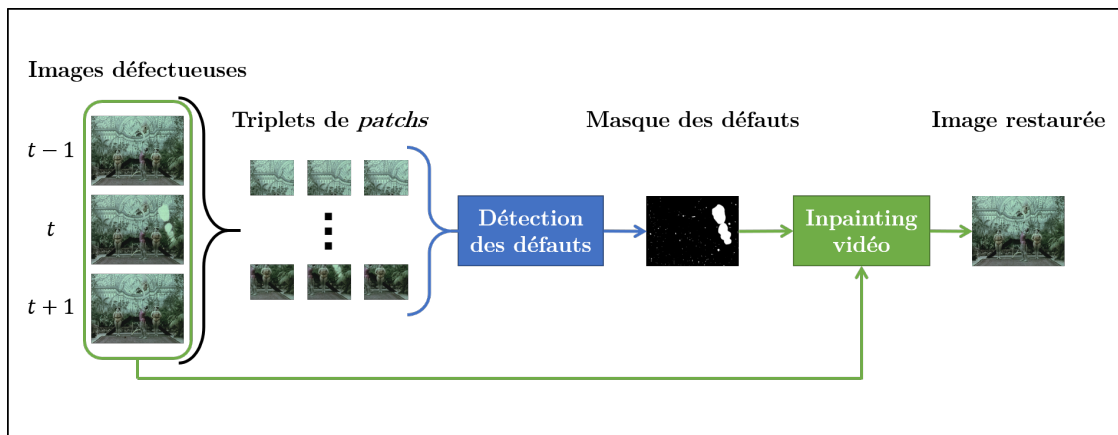 Images défectueuses
t − 1
t
t + 1
Triplets de patchs
Détection
des défauts
Masque des défauts
Inpainting
vidéo
Image restaurée